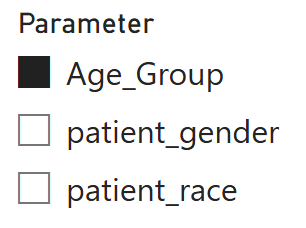 Parameter
Age_Group
patient_gender
patient_race